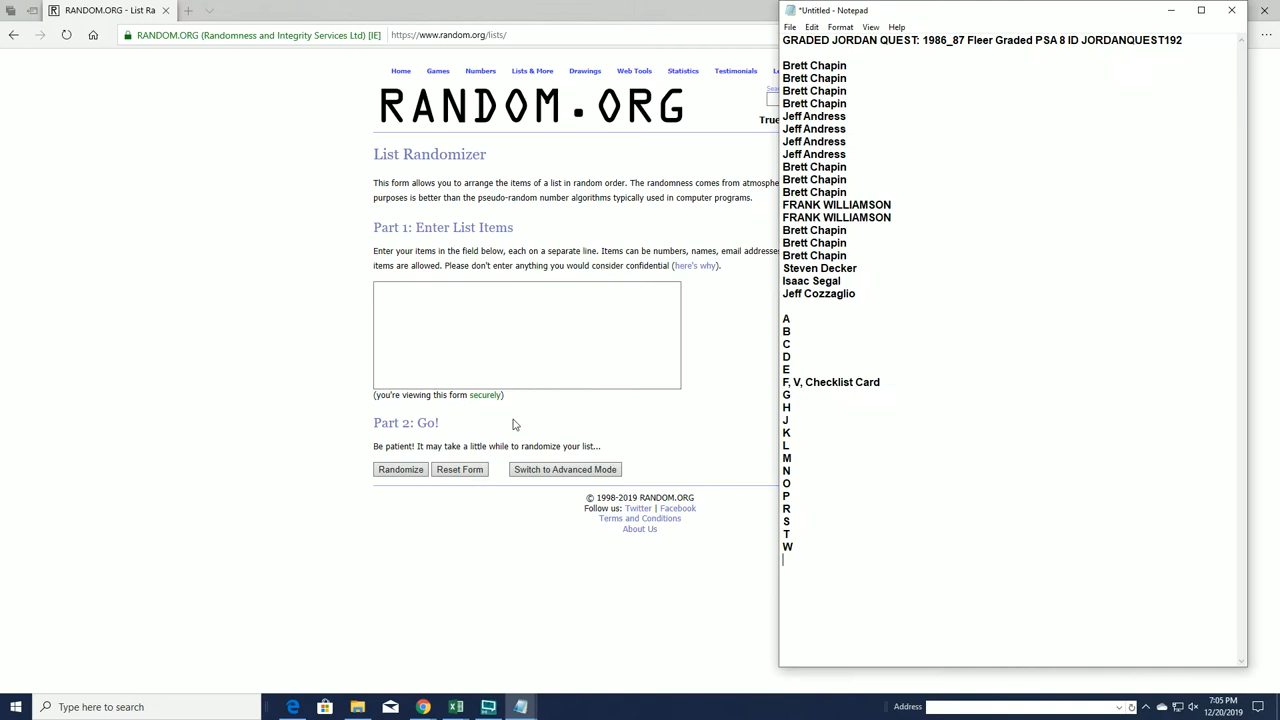 RANDOM.ORG - List Ra
*Untitled - Notepad
RANDOM.ORG (Randomness and Integrity Services Ltd) [IE]
https://www.random.org/lists/
File Edit Format View Help
GRADED JORDAN QUEST: 1986_87 Fleer Graded PSA 8 ID JORDANQUEST192
Brett Chapin
Brett Chapin
Brett Chapin
Brett Chapin
Jeff Andress
Jeff Andress
Jeff Andress
Jeff Andress
Brett Chapin
Brett Chapin
Brett Chapin
FRANK WILLIAMSON
FRANK WILLIAMSON
Brett Chapin
Brett Chapin
Brett Chapin
Steven Decker
Isaac Segal
Jeff Cozzaglio
A
B
C
D
E
F, V, Checklist Card
G
H
J
K
L
M
N
O
P
R
S
T
W
Home Games Numbers Lists & More Drawings Web Tools Statistics Testimonials
RANDOM.ORG
True
List Randomizer
This form allows you to arrange the items of a list in random order. The randomness comes from atmosphe
purposes is better than the pseudo-random number algorithms typically used in computer programs.
Part 1: Enter List Items
Enter your items in the field below, each on a separate line. Items can be numbers, names, email addresse
items are allowed. Please don't enter anything you would consider confidential (here's why).
(you're viewing this form securely)
Part 2: Go!
Be patient! It may take a little while to randomize your list...
Randomize Reset Form Switch to Advanced Mode
© 1998-2019 RANDOM.ORG
Follow us: Twitter | Facebook
Terms and Conditions
About Us
Type here to search
Address
7:05 PM
12/20/2019